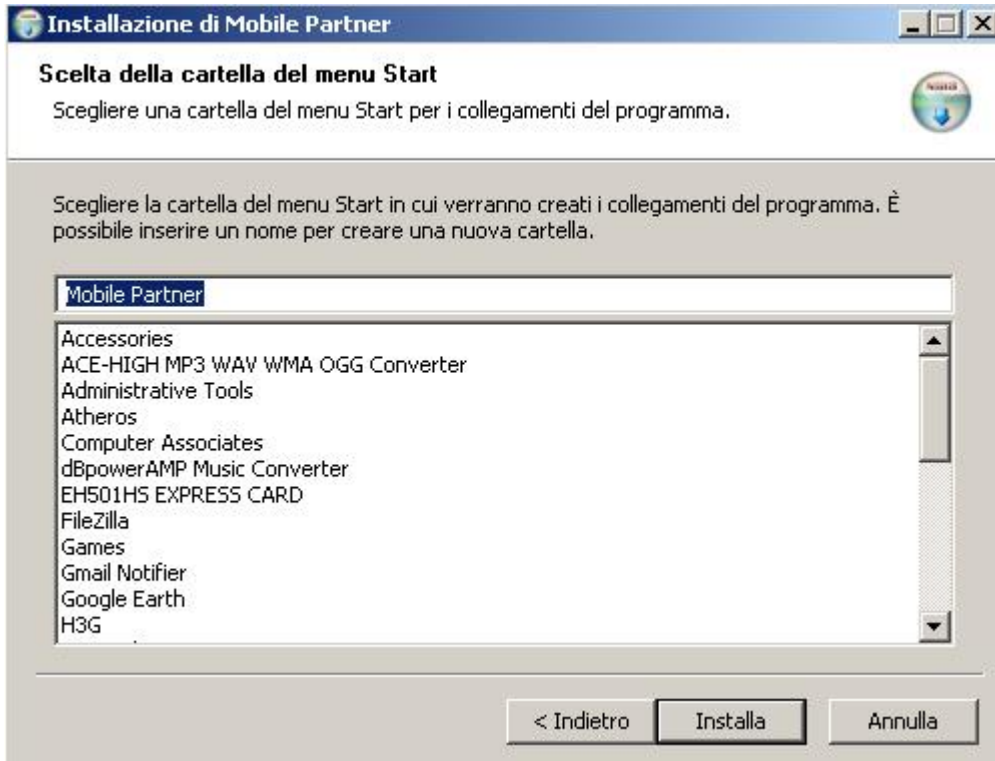 Installazione di Mobile Partner
Scelta della cartella del menu Start
Scegliere una cartella del menu Start per i collegamenti del programma.
Scegliere la cartella del menu Start in cui verranno creati i collegamenti del programma. È
possibile inserire un nome per creare una nuova cartella.
Mobile Partner
Accessories
ACE-HIGH MP3 WAV WMA OGG Converter
Administrative Tools
Atheros
Computer Associates
dBpowerAMP Music Converter
EH501HS EXPRESS CARD
FileZilla
Games
Gmail Notifier
Google Earth
H3G
< Indietro
Installa
Annulla